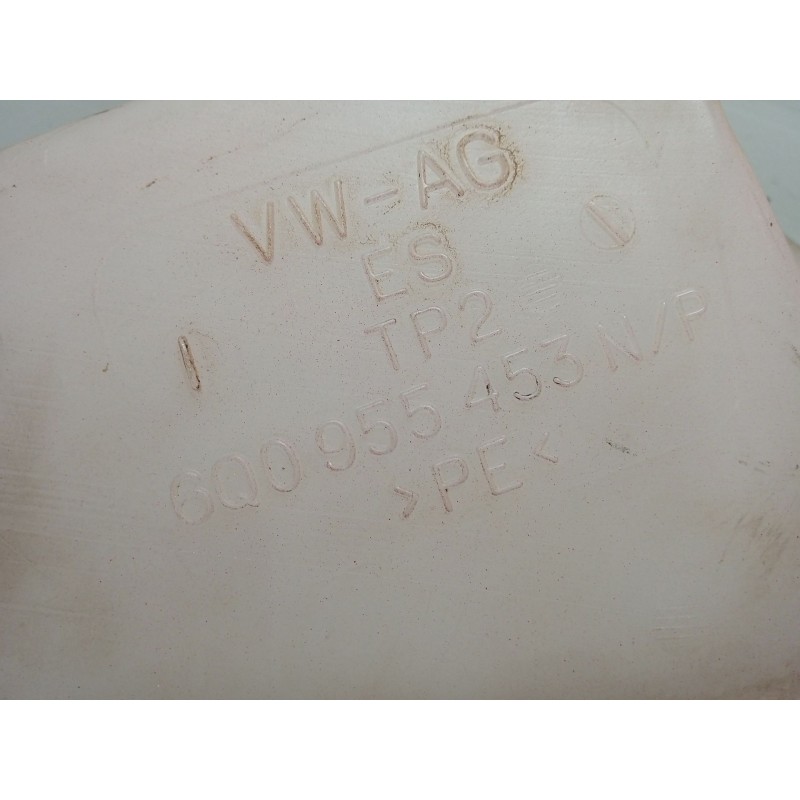 VW=AG
ES
TP2
6Q0 955 453 N/P
>PE<